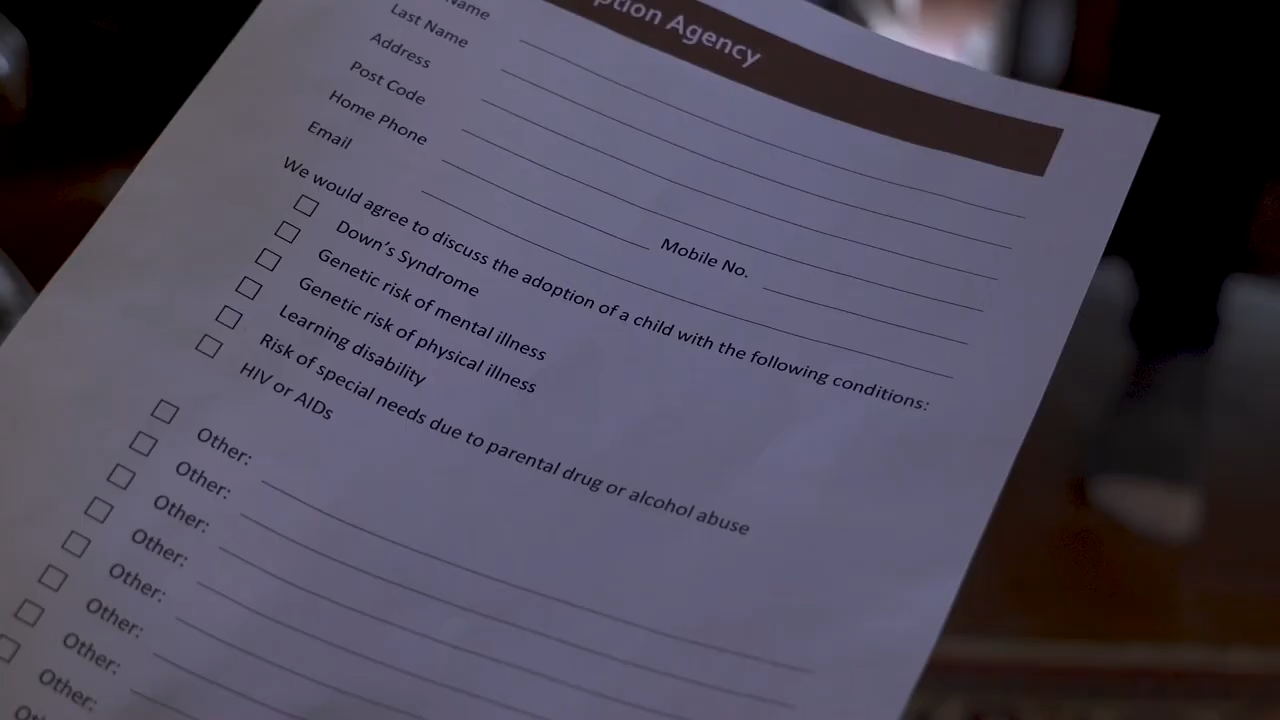 Agency
Name
Last Name
Address
Post Code
Home Phone
Mobile No.
Email
We would agree to discuss the adoption of a child with the following conditions:
Down's Syndrome
Genetic risk of mental illness
Genetic risk of physical illness
Learning disability
Risk of special needs due to parental drug or alcohol abuse
HIV or AIDs
Other:
Other:
Other:
Other:
Other:
Other:
Other:
Other: